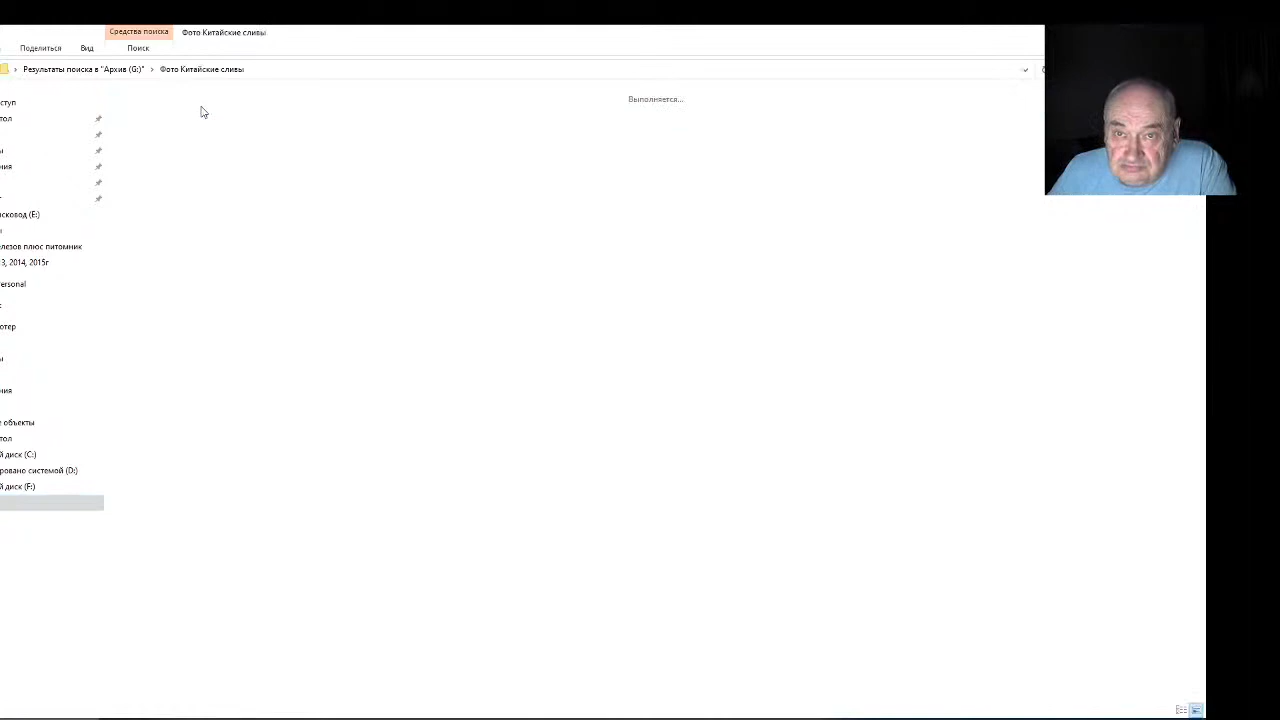 Средства поиска Фото Китайские сливы
Поделиться Вид Поиск
Результаты поиска в "Архив (G:)" › Фото Китайские сливы
Выполняется...
ступ
тол
ы
ния
сковод (E:)
ы
лезов плюс питомник
3, 2014, 2015г
ersonal
отер
ы
ния
е объекты
тол
й диск (C:)
ровано системой (D:)
й диск (F:)